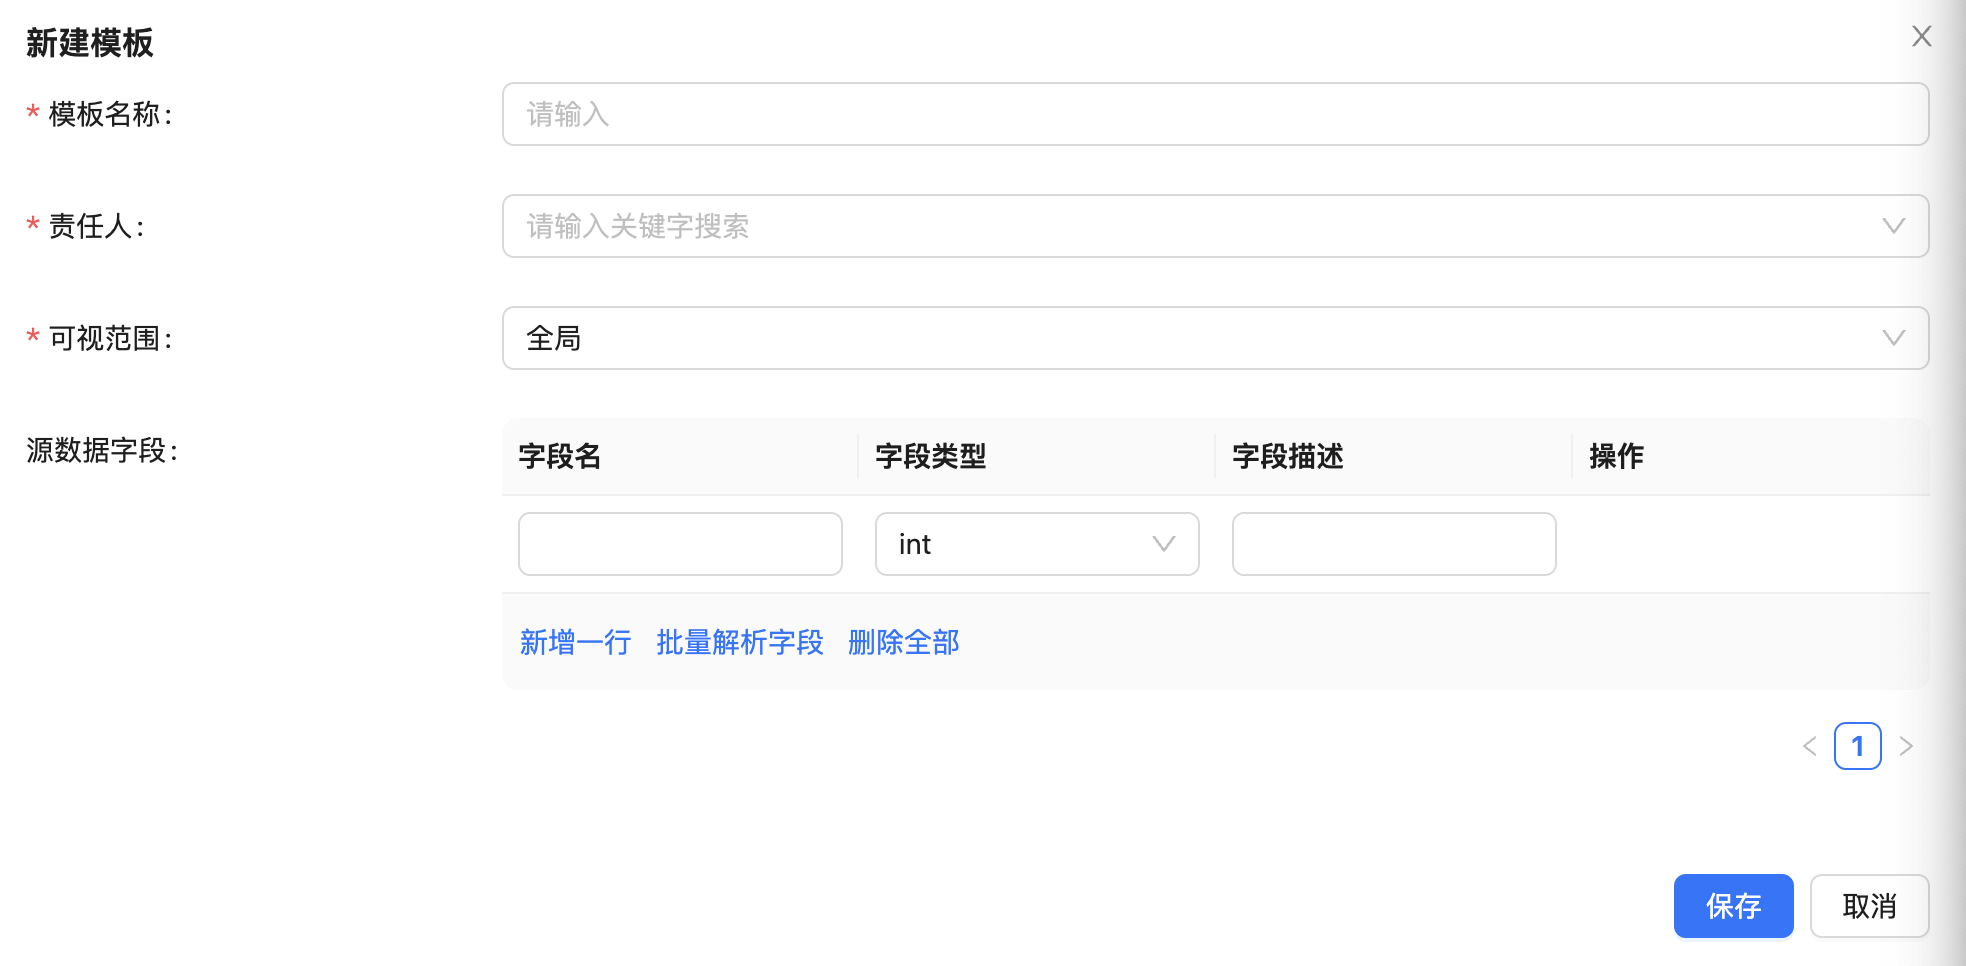 新建模板
* 模板名称:
请输入
* 责任人:
请输入关键字搜索
* 可视范围:
全局
源数据字段:
字段名 字段类型 字段描述 操作
int
新增一行 批量解析字段 删除全部
1
保存 取消